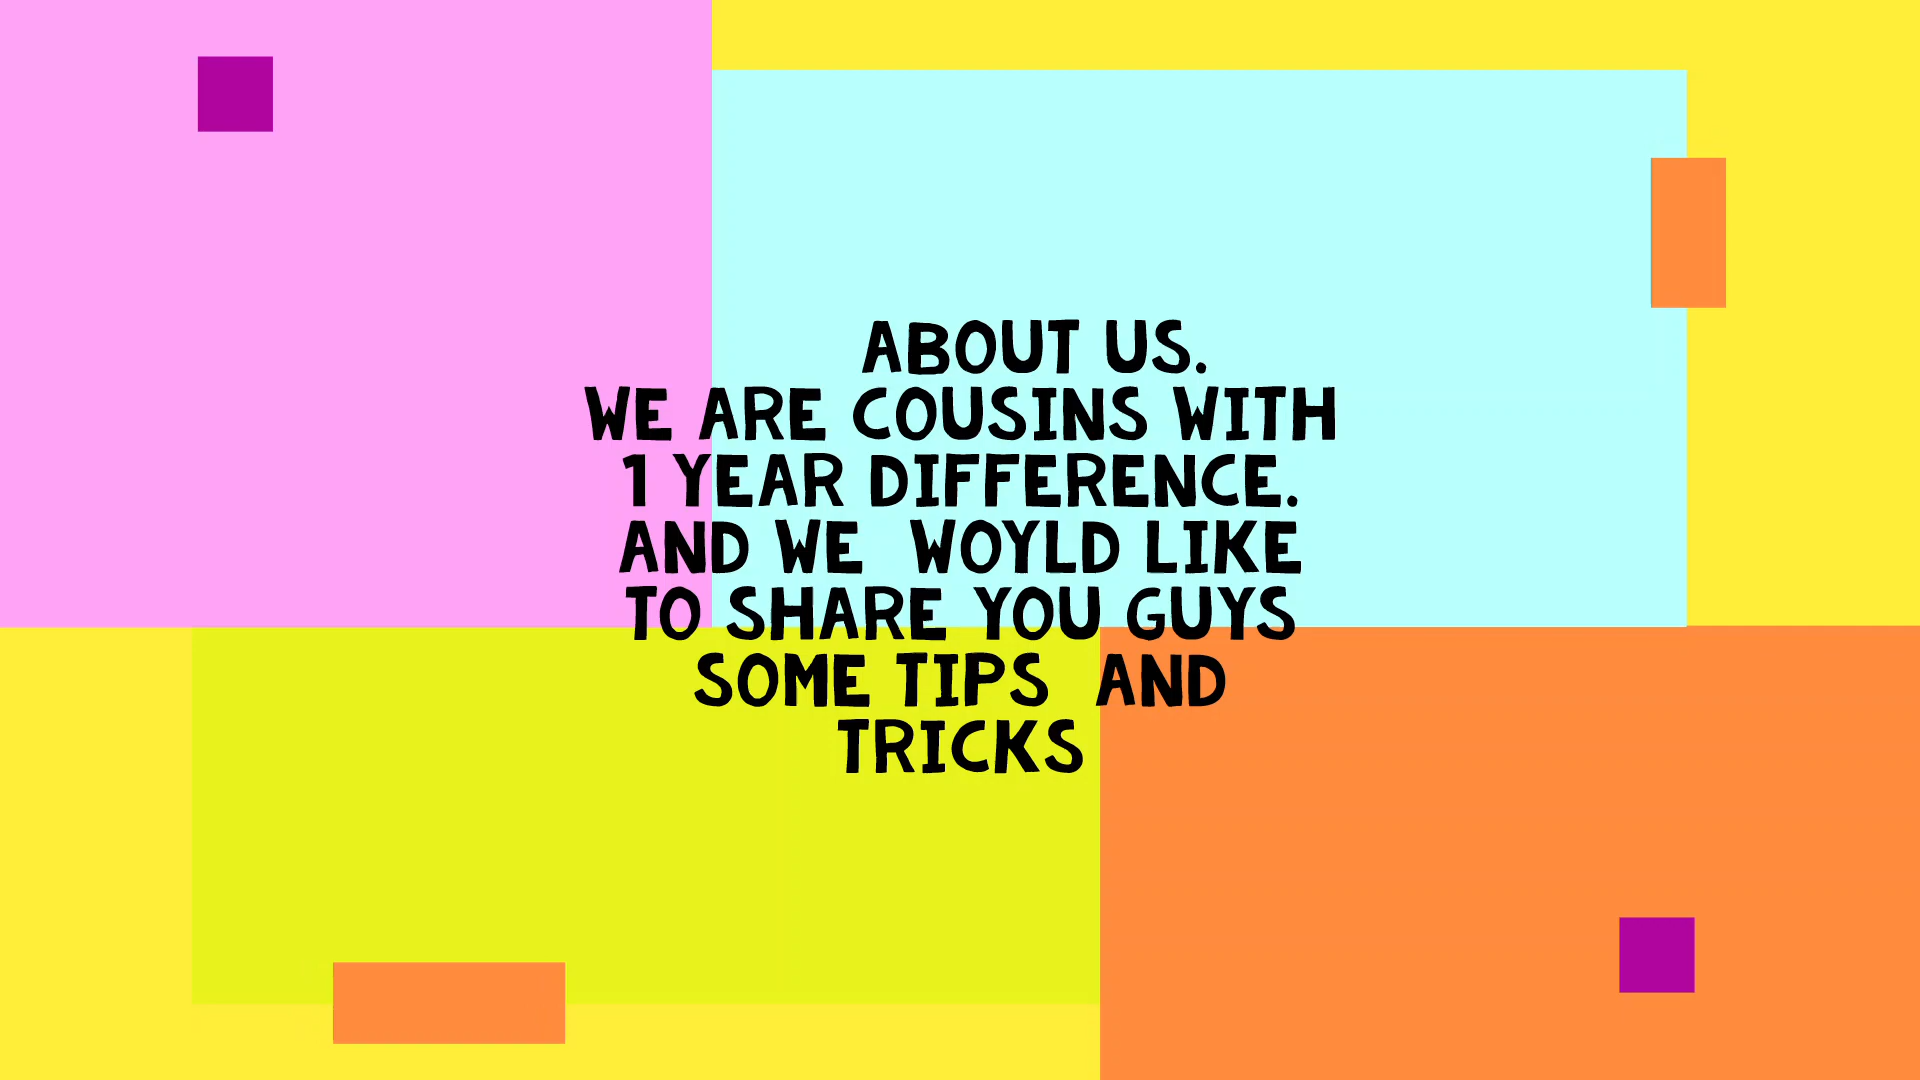 ABOUT US.
WE ARE COUSINS WITH
1 YEAR DIFFERENCE.
AND WE WOYLD LIKE
TO SHARE YOU GUYS
SOME TIPS AND
TRICKS